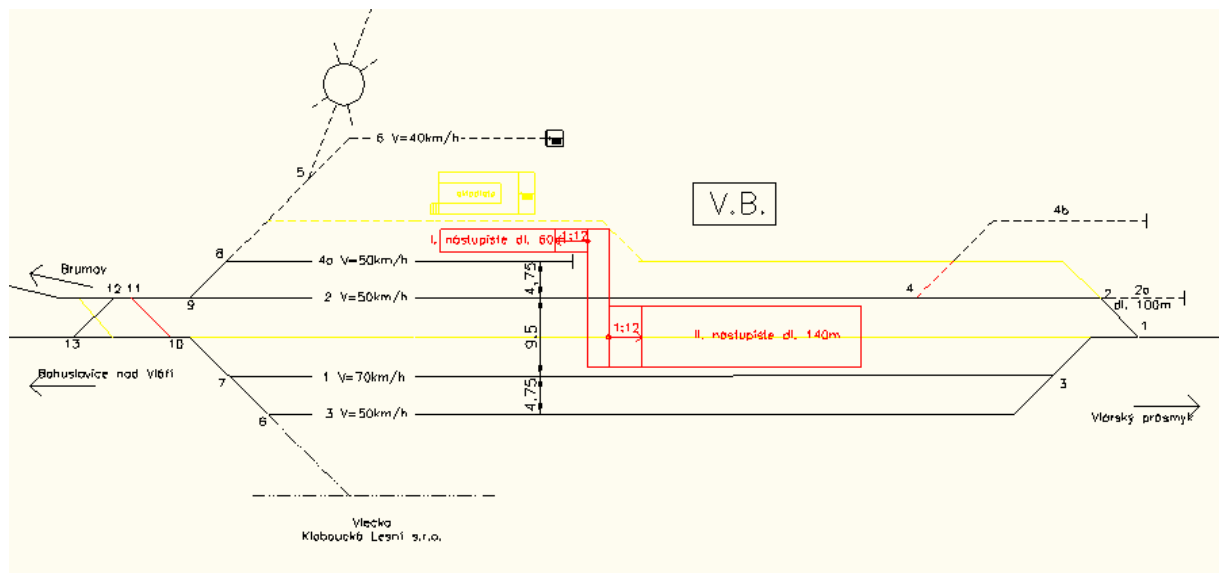 6 V=40km/h
5
V.B.
4b
I. nástupiste dl. 60m
1:12
8
4a V=50km/h
4,75
Brumov
12 11
9
2 V=50km/h
4
2
2a
dl. 100m
1:12
II. nástupiste dl. 140m
9,5
1
13
10
Bohuslavice nad Vláří
7
1 V=70km/h
3
4,75
6
3 V=50km/h
Vlárský průsmyk
Vlečka
Kloboucká Lesní s.r.o.